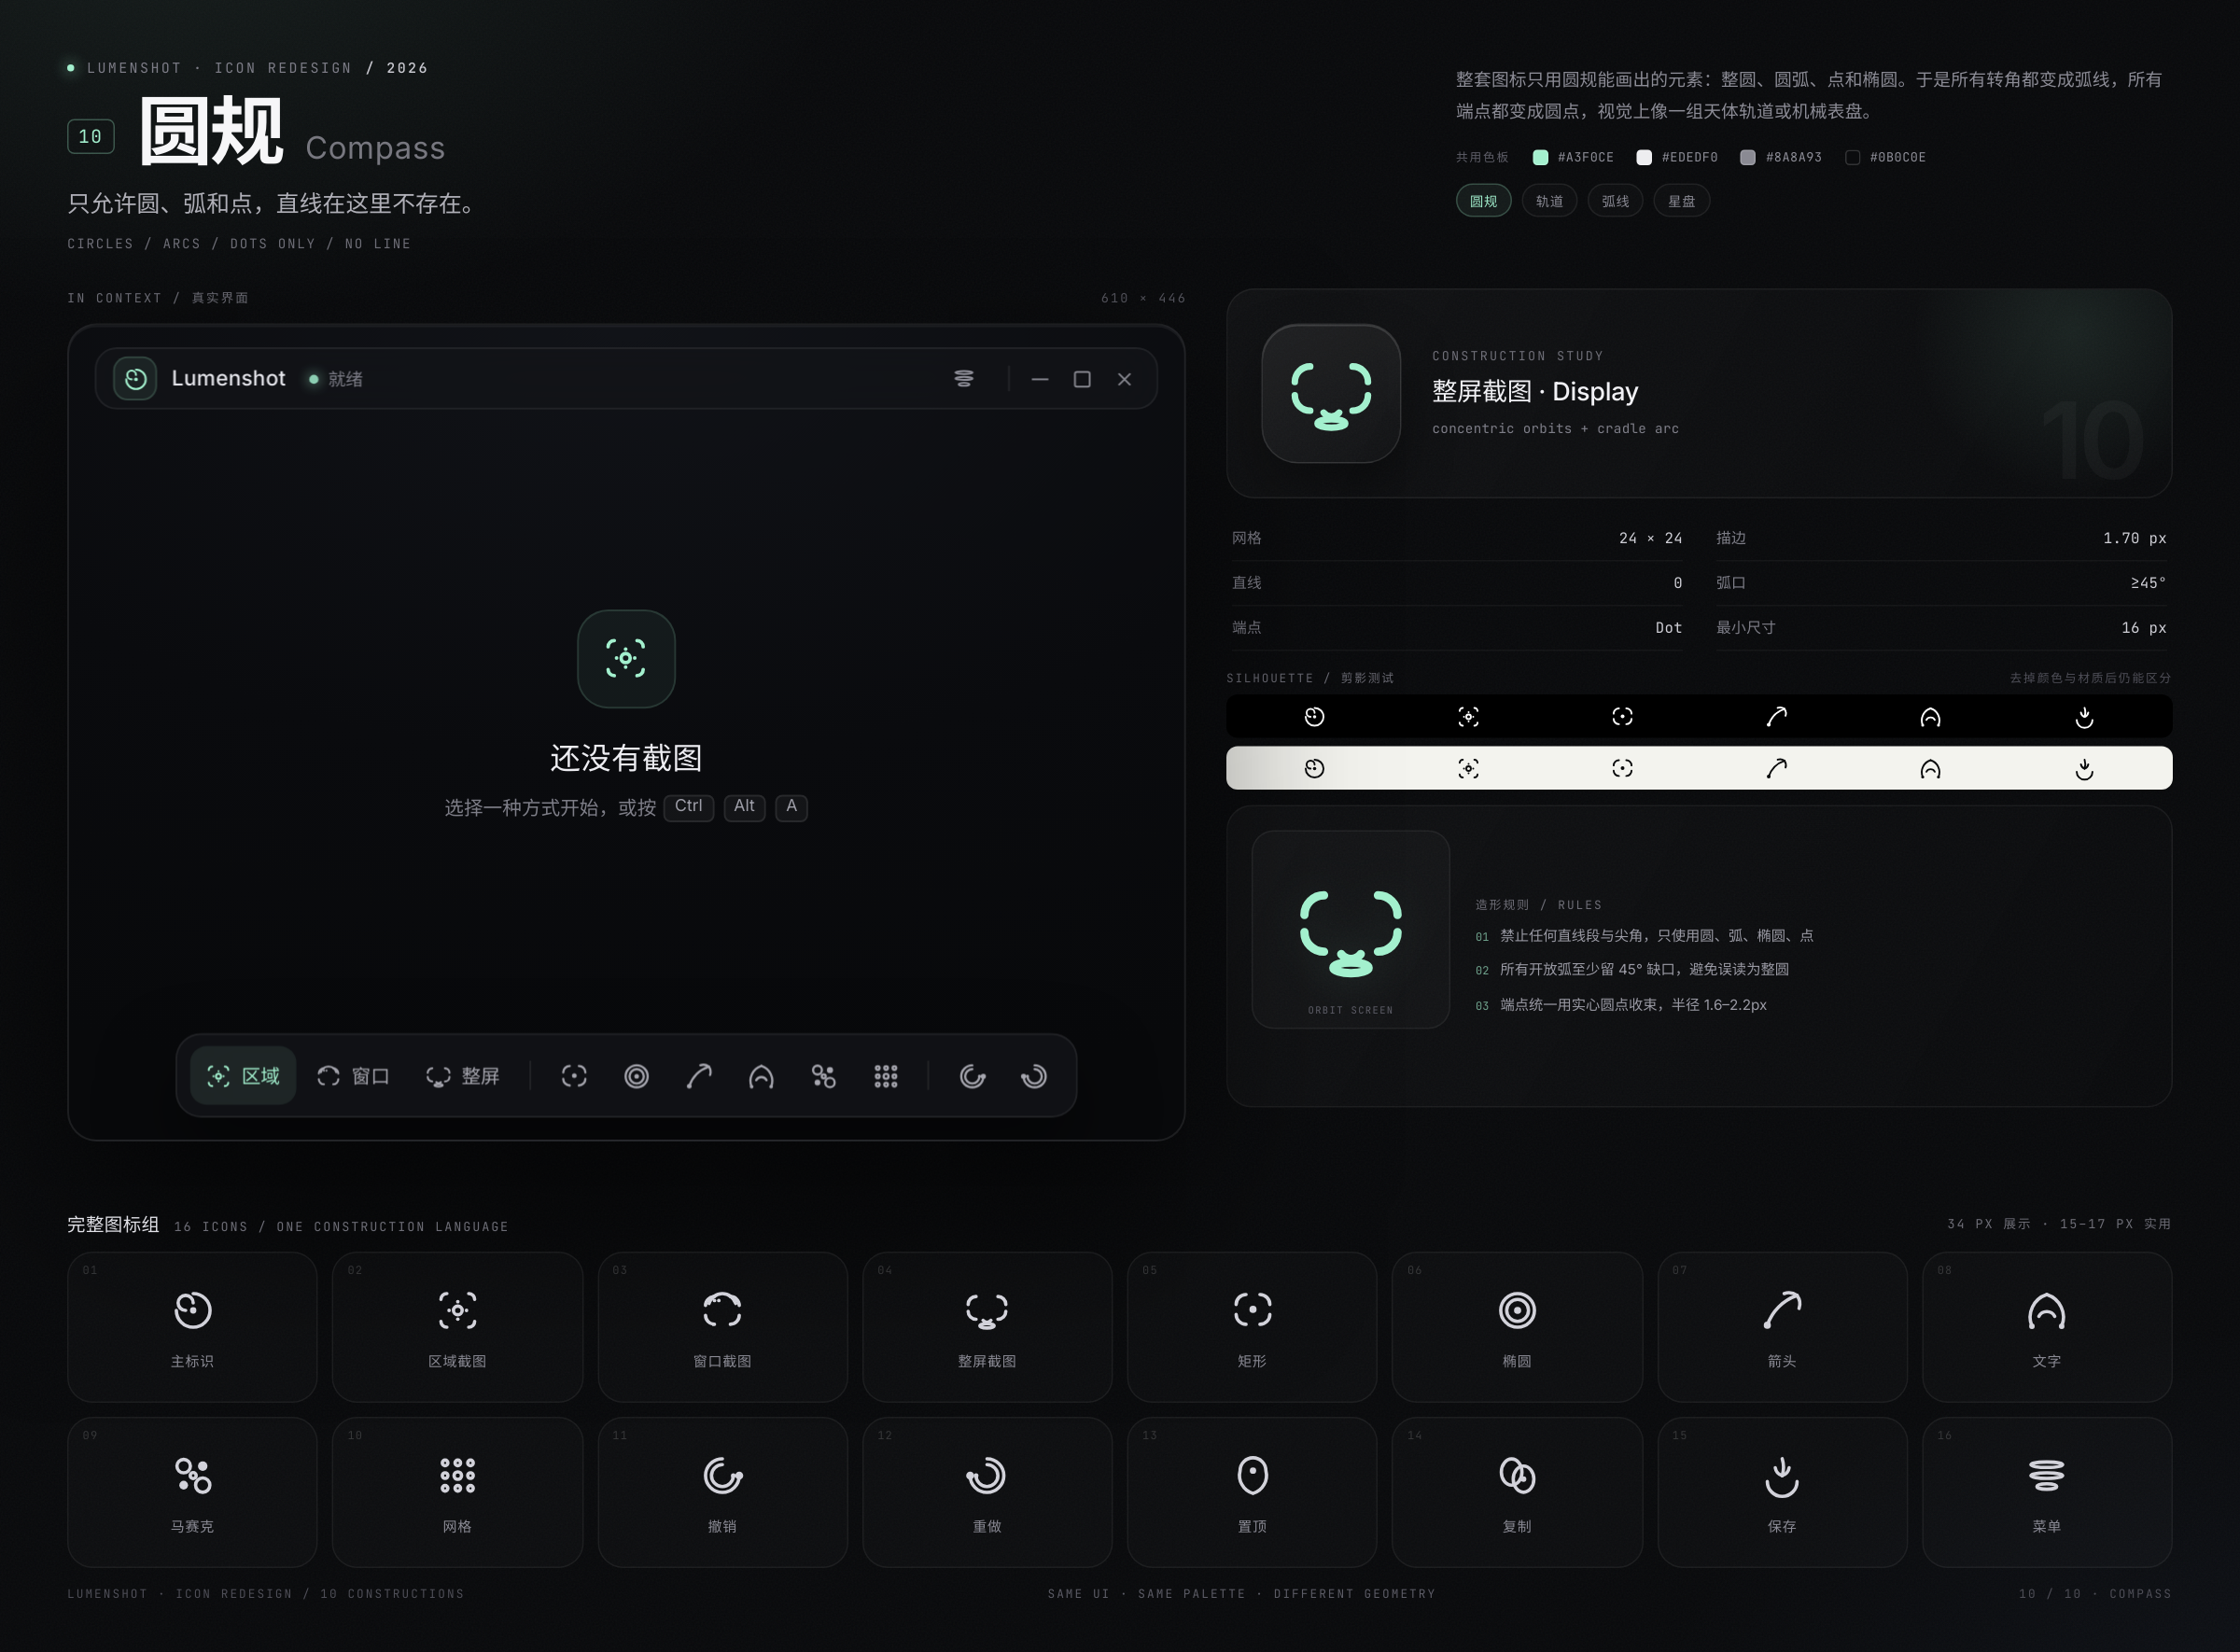 LUMENSHOT · ICON REDESIGN / 2026
10 圆规 Compass
只允许圆、弧和点，直线在这里不存在。
CIRCLES / ARCS / DOTS ONLY / NO LINE
整套图标只用圆规能画出的元素：整圆、圆弧、点和椭圆。于是所有转角都变成弧线，所有
端点都变成圆点，视觉上像一组天体轨道或机械表盘。
共用色板 #A3F0CE #EDEDF0 #8A8A93 #0B0C0E
圆规 轨道 弧线 星盘
IN CONTEXT / 真实界面 610 × 446
Lumenshot 就绪
还没有截图
选择一种方式开始，或按 Ctrl Alt A
区域 窗口 整屏
CONSTRUCTION STUDY
整屏截图 · Display
concentric orbits + cradle arc
10
网格 24 × 24 描边 1.70 px
直线 0 弧口 ≥45°
端点 Dot 最小尺寸 16 px
SILHOUETTE / 剪影测试 去掉颜色与材质后仍能区分
ORBIT SCREEN
造形规则 / RULES
01 禁止任何直线段与尖角，只使用圆、弧、椭圆、点
02 所有开放弧至少留 45° 缺口，避免误读为整圆
03 端点统一用实心圆点收束，半径 1.6–2.2px
完整图标组 16 ICONS / ONE CONSTRUCTION LANGUAGE 34 PX 展示 · 15–17 PX 实用
01 02 03 04 05 06 07 08
主标识 区域截图 窗口截图 整屏截图 矩形 椭圆 箭头 文字
09 10 11 12 13 14 15 16
马赛克 网格 撤销 重做 置顶 复制 保存 菜单
LUMENSHOT · ICON REDESIGN / 10 CONSTRUCTIONS SAME UI · SAME PALETTE · DIFFERENT GEOMETRY 10 / 10 · COMPASS